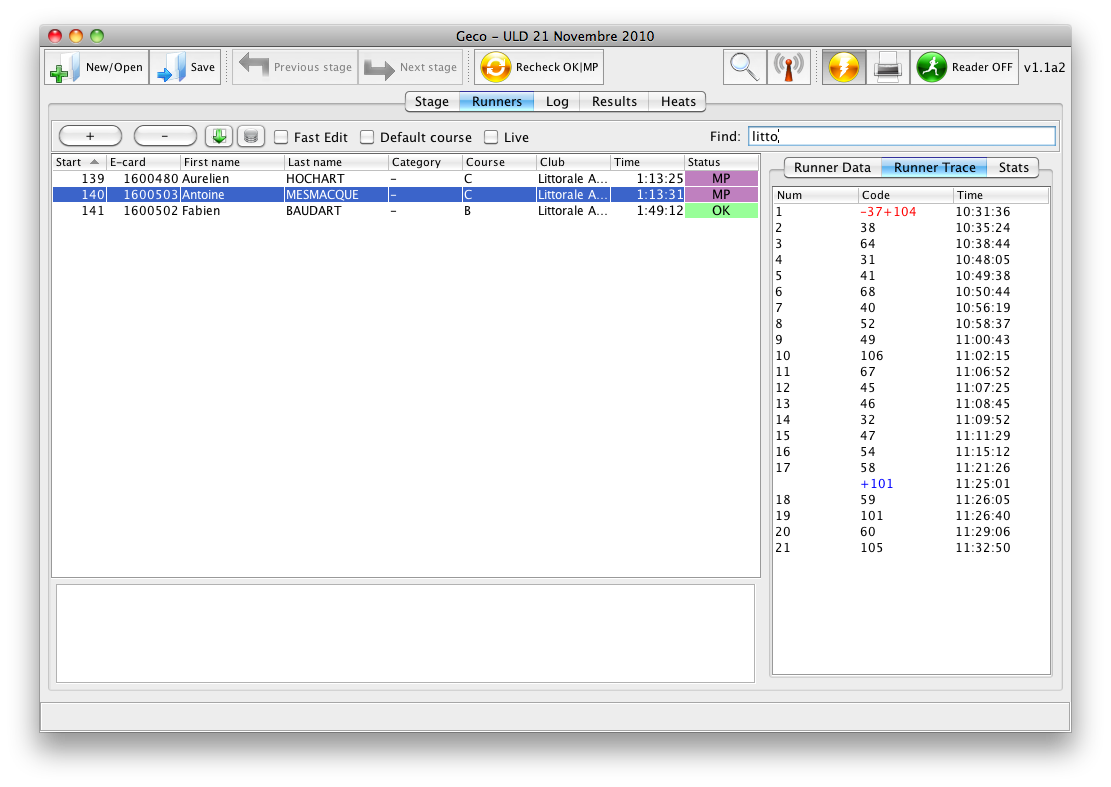 Geco - ULD 21 Novembre 2010
New/Open Save Previous stage Next stage Recheck OK|MP Reader OFF v1.1a2
Stage Runners Log Results Heats
+ - Fast Edit Default course Live Find: litto
Start E-card First name Last name Category Course Club Time Status
139 1600480 Aurelien HOCHART - C Littorale A... 1:13:25 MP
140 1600503 Antoine MESMACQUE - C Littorale A... 1:13:31 MP
141 1600502 Fabien BAUDART - B Littorale A... 1:49:12 OK
Runner Data Runner Trace Stats
Num Code Time
1 -37+104 10:31:36
2 38 10:35:24
3 64 10:38:44
4 31 10:48:05
5 41 10:49:38
6 68 10:50:44
7 40 10:56:19
8 52 10:58:37
9 49 11:00:43
10 106 11:02:15
11 67 11:06:52
12 45 11:07:25
13 46 11:08:45
14 32 11:09:52
15 47 11:11:29
16 54 11:15:12
17 58 11:21:26
+101 11:25:01
18 59 11:26:05
19 101 11:26:40
20 60 11:29:06
21 105 11:32:50